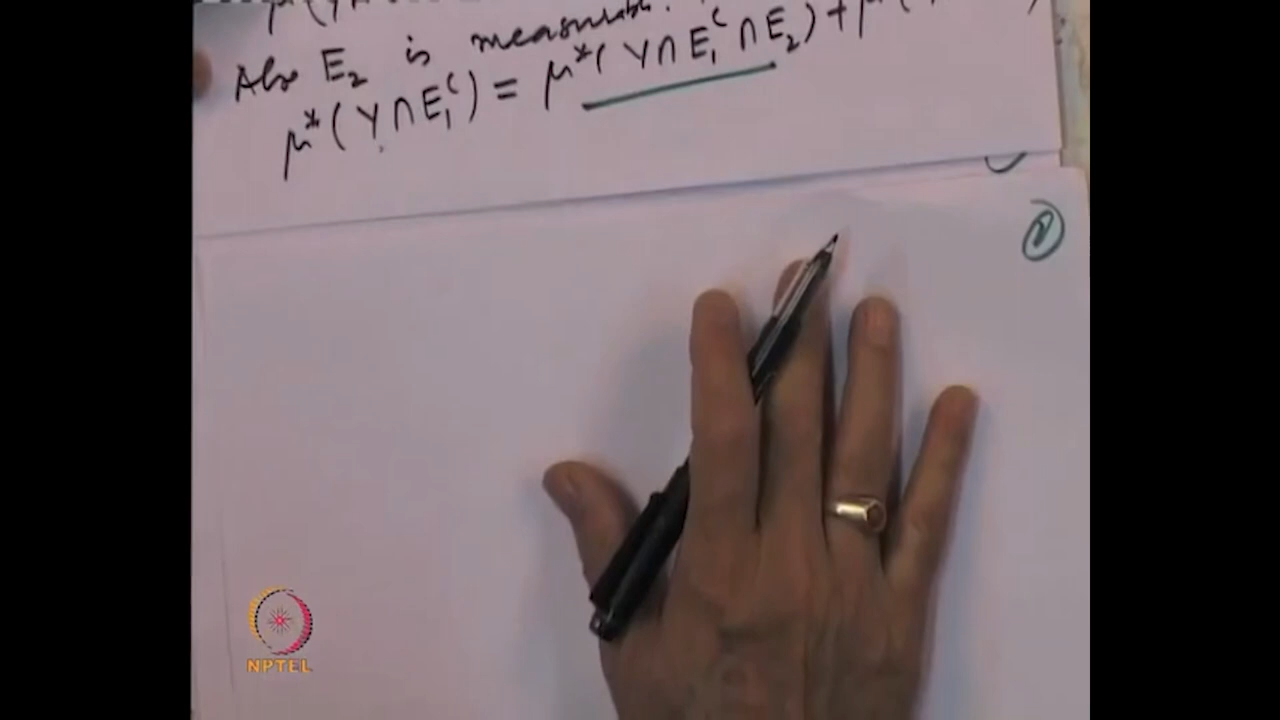 μ*(Y∩
Also E₂ is measurable.
μ*(Y∩E₁ᶜ) = μ*(Y∩E₁ᶜ∩E₂) + μ*(
NPTEL